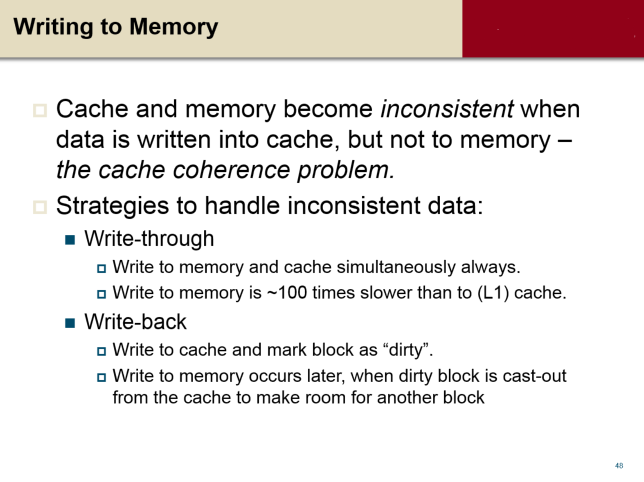 Writing to Memory
Cache and memory become inconsistent when
data is written into cache, but not to memory –
the cache coherence problem.
Strategies to handle inconsistent data:
Write-through
Write to memory and cache simultaneously always.
Write to memory is ~100 times slower than to (L1) cache.
Write-back
Write to cache and mark block as “dirty”.
Write to memory occurs later, when dirty block is cast-out
from the cache to make room for another block
48